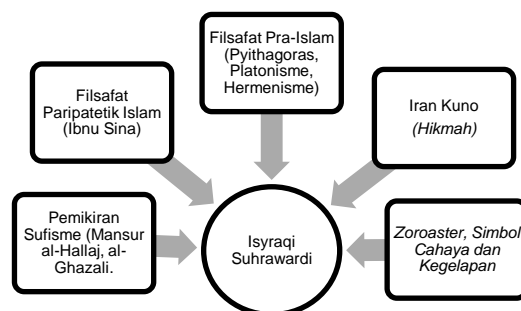 Filsafat Pra-Islam
(Pyithagoras,
Platonisme,
Hermenisme)
Filsafat
Paripatetik Islam
(Ibnu Sina)
Iran Kuno
(Hikmah)
Pemikiran
Sufisme (Mansur
al-Hallaj, al-
Ghazali.
Isyraqi
Suhrawardi
Zoroaster, Simbol
Cahaya dan
Kegelapan